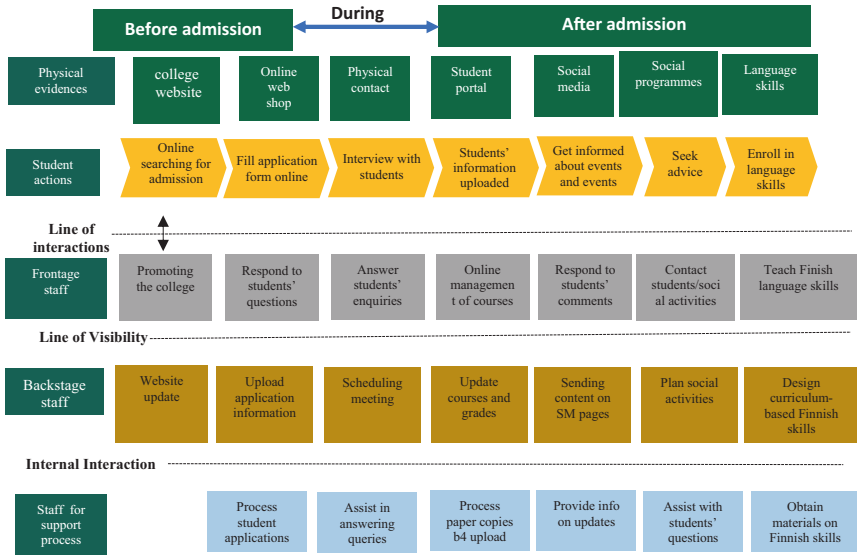 Before admission
During
After admission
Physical
evidences
college
website
Online
web
shop
Physical
contact
Student
portal
Social
media
Social
programmes
Language
skills
Student
actions
Online
searching for
admission
Fill application
form online
Interview with
students
Students'
information
uploaded
Get informed
about events
and events
Seek
advice
Enroll in
language
skills
Line of
interactions
Frontage
staff
Promoting
the college
Respond to
students'
questions
Answer
students'
enquiries
Online
managemen
t of courses
Respond to
students'
comments
Contact
students/soci
al activities
Teach Finish
language skills
Line of Visibility
Backstage
staff
Website
update
Upload
application
information
Scheduling
meeting
Update
courses and
grades
Sending
content on
SM pages
Plan social
activities
Design
curriculum-
based Finnish
skills
Internal Interaction
Staff for
support
process
Process
student
applications
Assist in
answering
queries
Process
paper copies
b4 upload
Provide info
on updates
Assist with
students'
questions
Obtain
materials on
Finnish skills